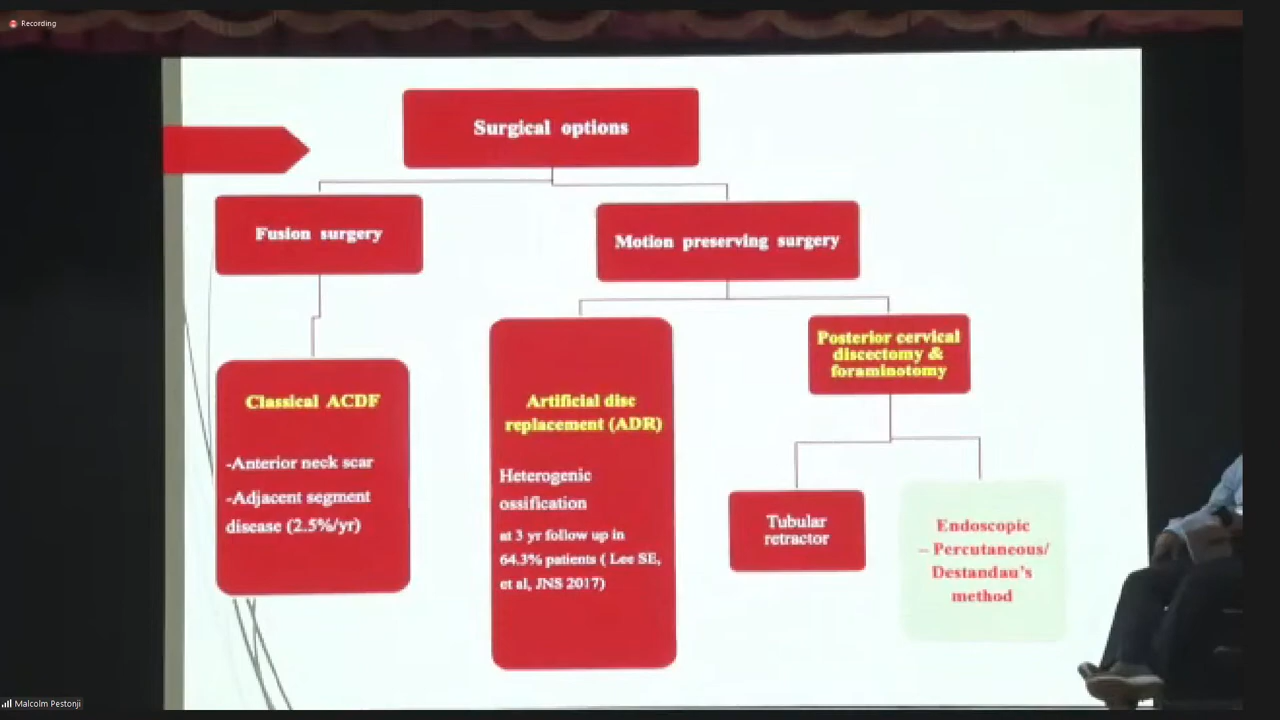 Recording
Surgical options
Fusion surgery
Motion preserving surgery
Classical ACDF
-Anterior neck scar
-Adjacent segment
disease (2.5%/yr)
Artificial disc
replacement (ADR)
Heterogenic
ossification
at 3 yr follow up in
64.3% patients ( Lee SE,
et al, JNS 2017)
Posterior cervical
discectomy &
foraminotomy
Tubular
retractor
Endoscopic
– Percutaneous/
Destandau's
method
Malcolm Pestonji